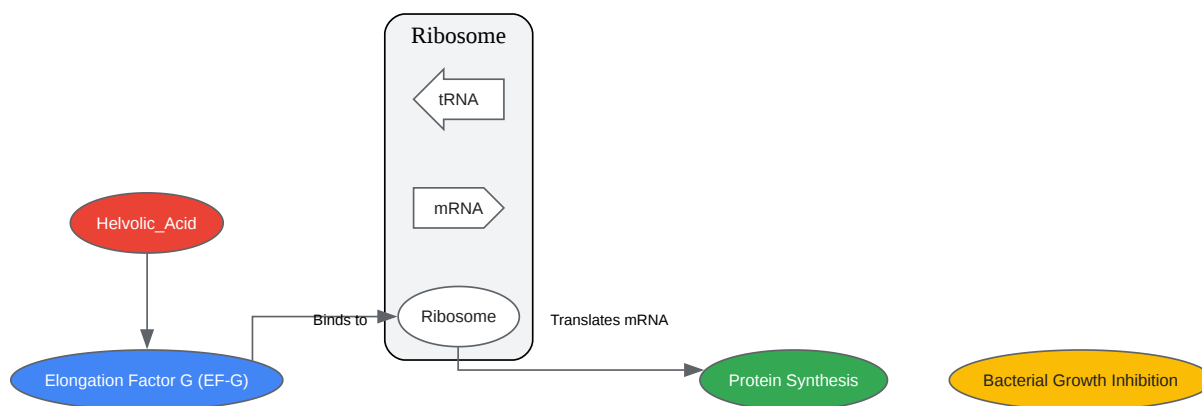 Ribosome
tRNA
mRNA
Helvolic_Acid
Binds to
Ribosome
Translates mRNA
Elongation Factor G (EF-G)
Protein Synthesis
Bacterial Growth Inhibition